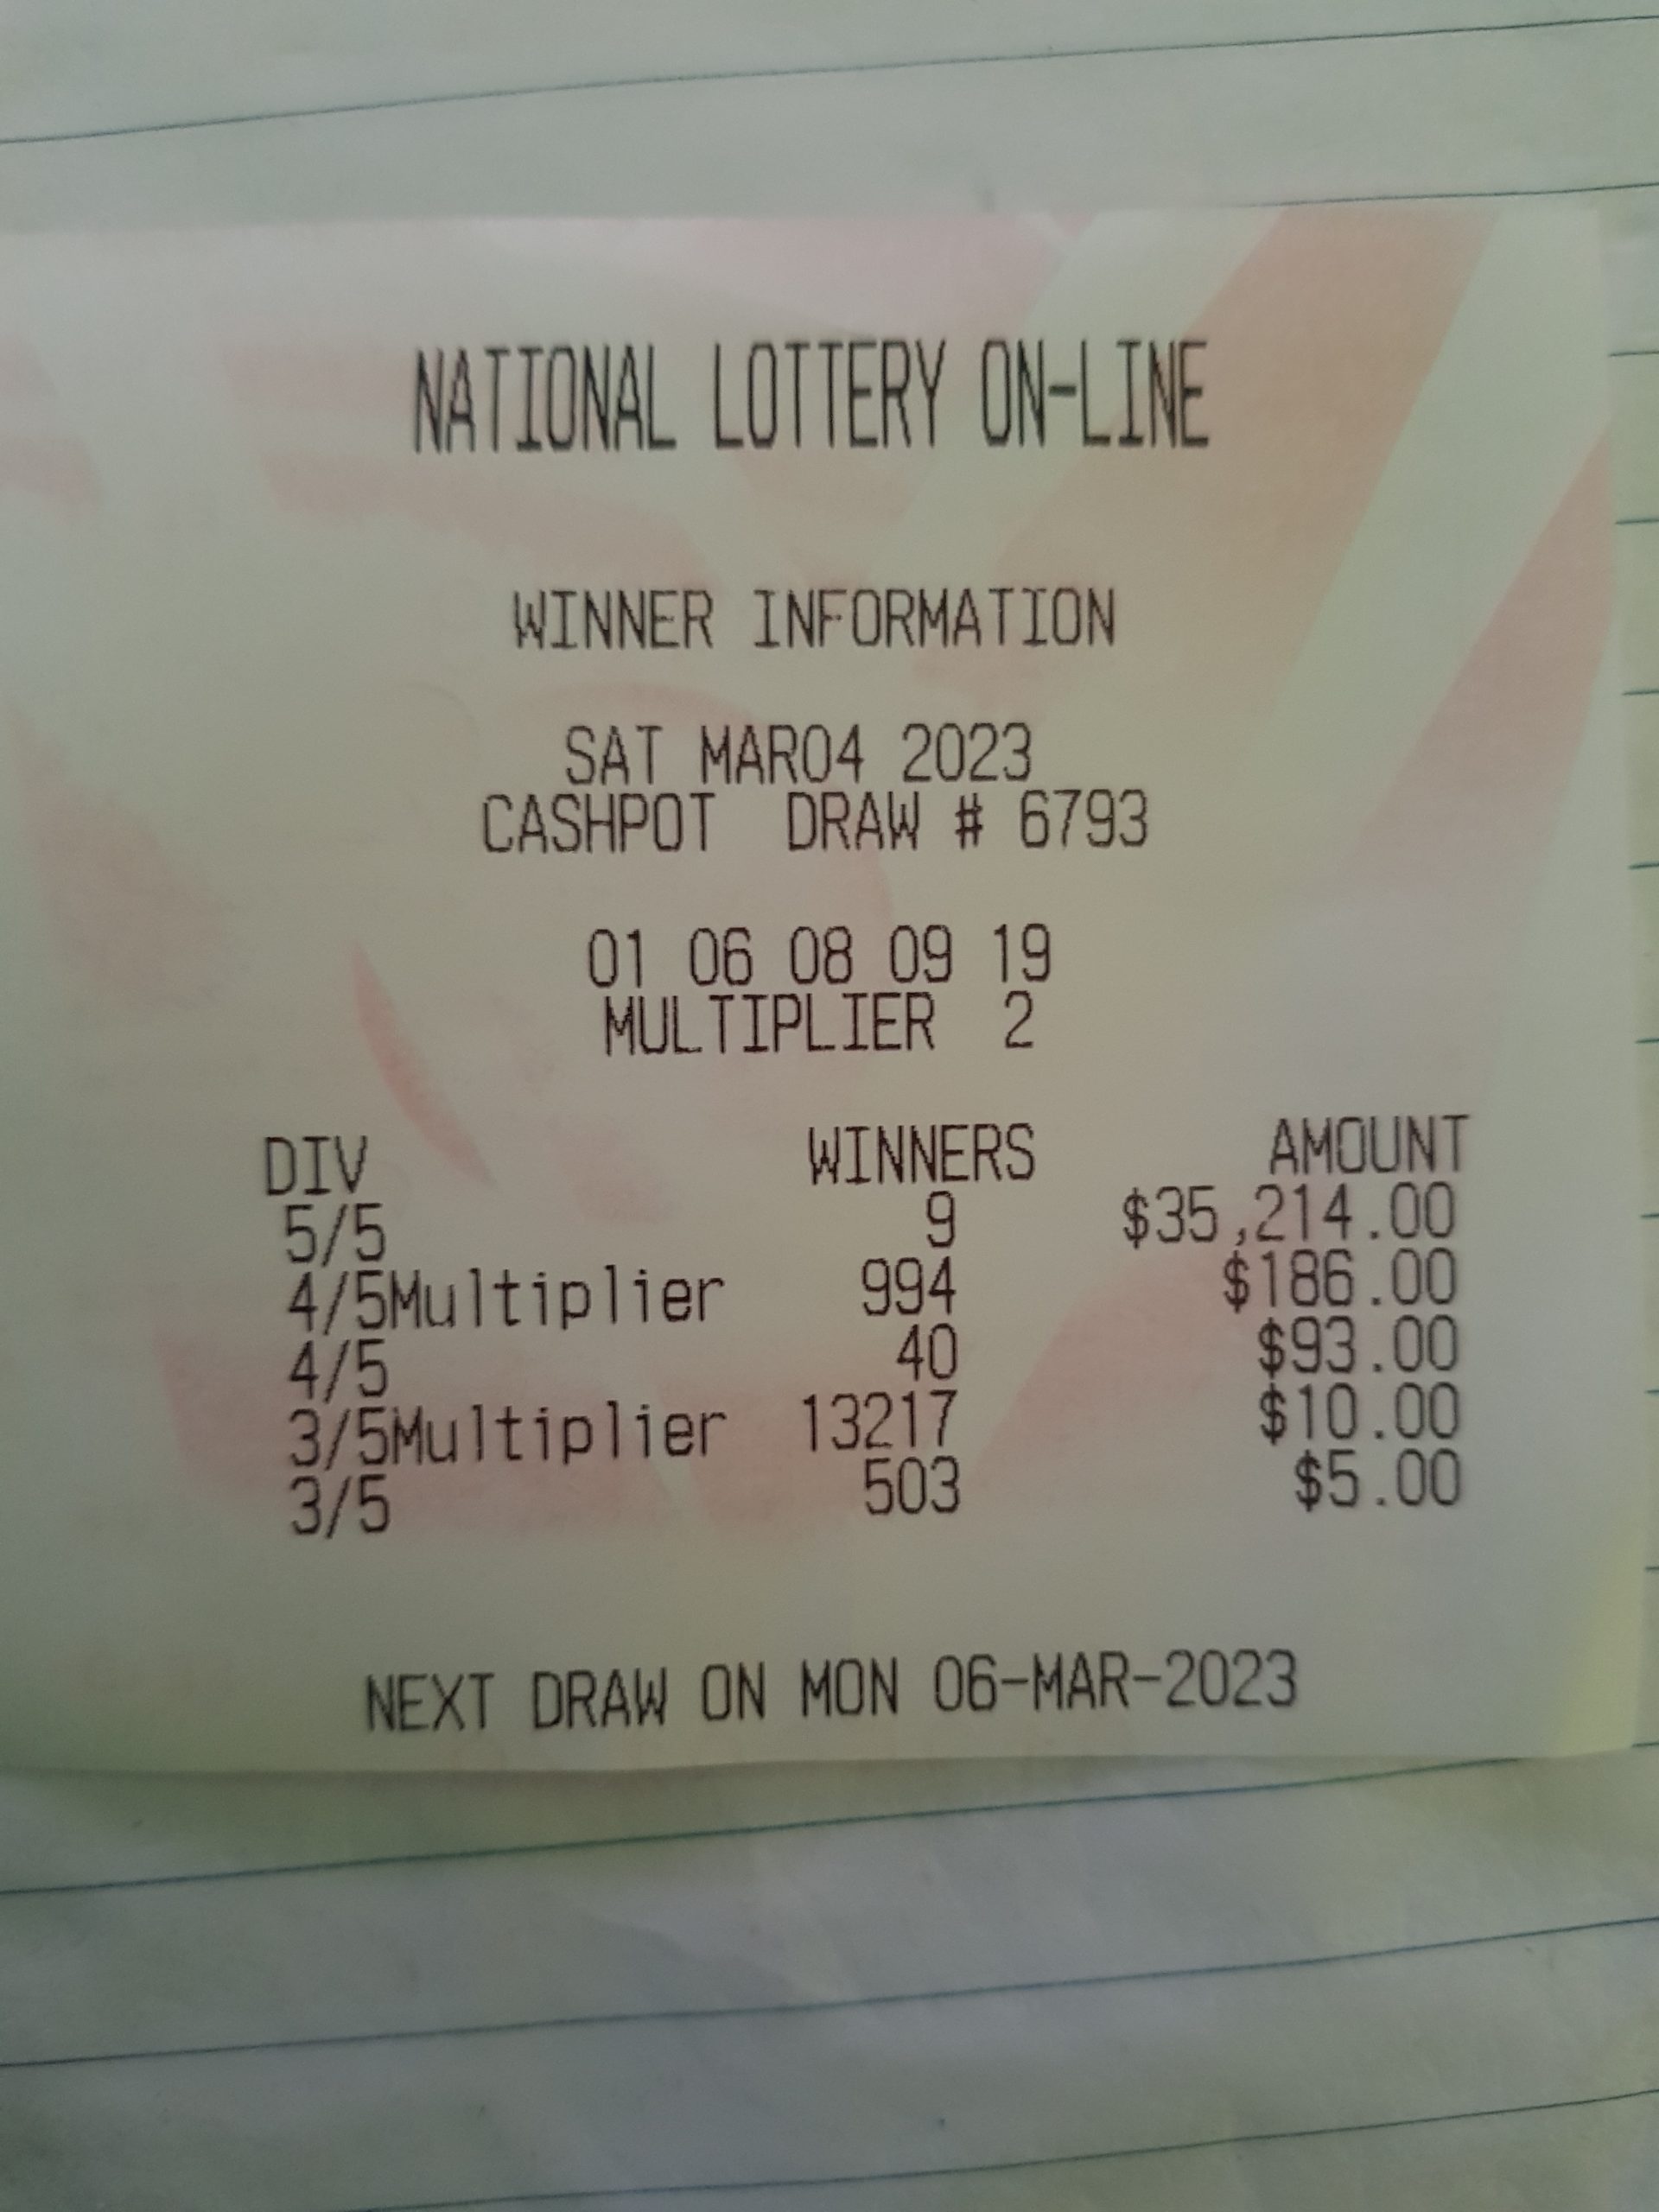 NATIONAL LOTTERY ON-LINE
WINNER INFORMATION
SAT MAR04 2023
CASHPOT DRAW # 6793
01 06 08 09 19
MULTIPLIER 2
DIV WINNERS AMOUNT
5/5 9 $35,214.00
4/5Multiplier 994 $186.00
4/5 40 $93.00
3/5Multiplier 13217 $10.00
3/5 503 $5.00
NEXT DRAW ON MON 06-MAR-2023